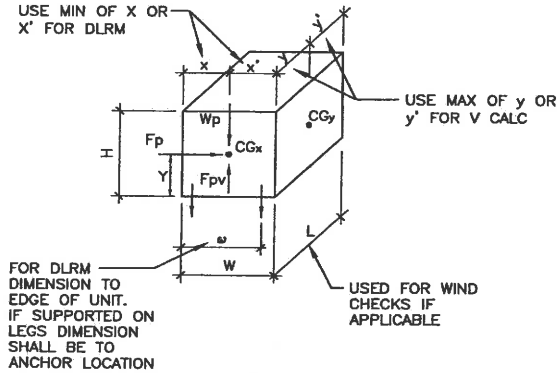 USE MIN OF X OR
X' FOR DLRM
x
x'
y
y'
USE MAX OF y OR
y' FOR V CALC
Wp
CGy
H
Fp
CGx
Y
Fpv
e
W
L
FOR DLRM
DIMENSION TO
EDGE OF UNIT.
IF SUPPORTED ON
LEGS DIMENSION
SHALL BE TO
ANCHOR LOCATION
USED FOR WIND
CHECKS IF
APPLICABLE